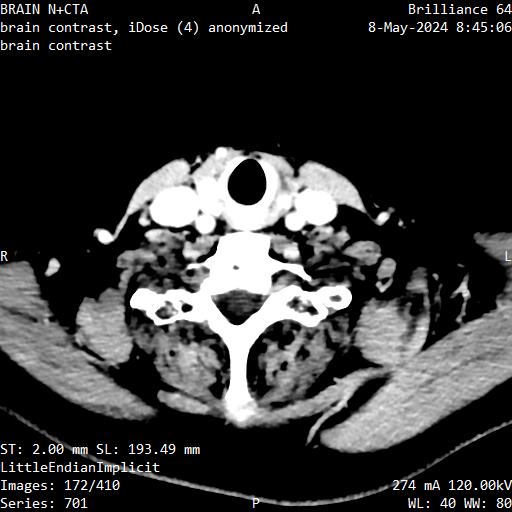 BRAIN N+CTA A Brilliance 64
brain contrast, iDose (4) anonymized 8-May-2024 8:45:06
brain contrast
R L
ST: 2.00 mm SL: 193.49 mm
LittleEndianImplicit
Images: 172/410 274 mA 120.00kV
Series: 701 P WL: 40 WW: 80